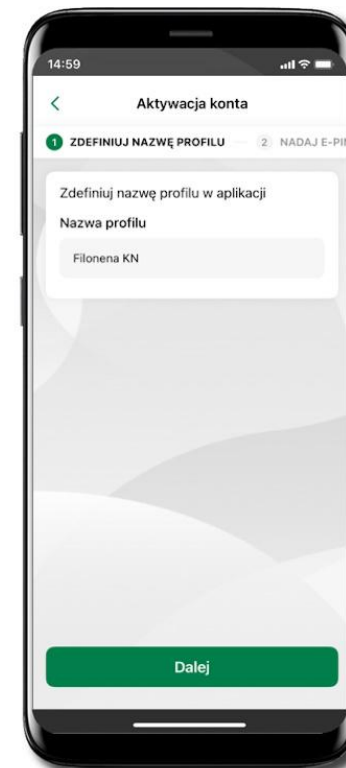 14:59
Aktywacja konta
1 ZDEFINIUJ NAZWĘ PROFILU 2 NADAJ E-PIN
Zdefiniuj nazwę profilu w aplikacji
Nazwa profilu
Filonena KN
Dalej